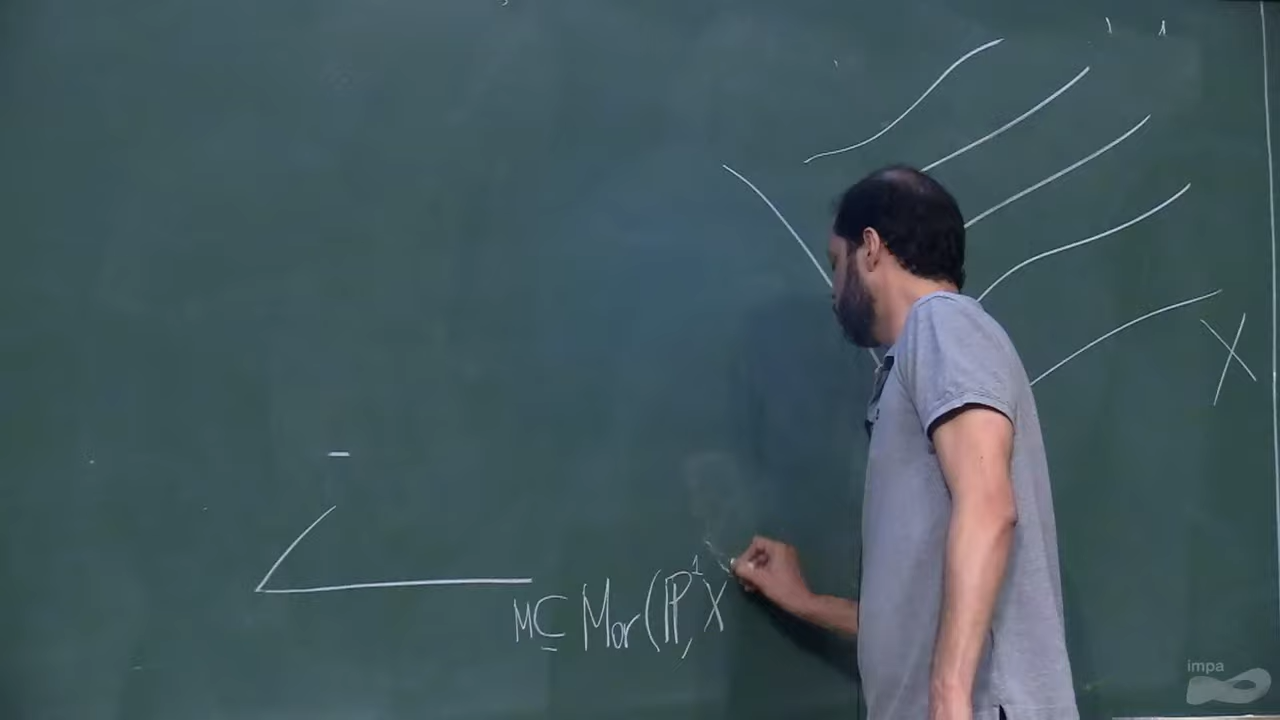 X
M ⊆ Mor(ℙ¹, X
impa